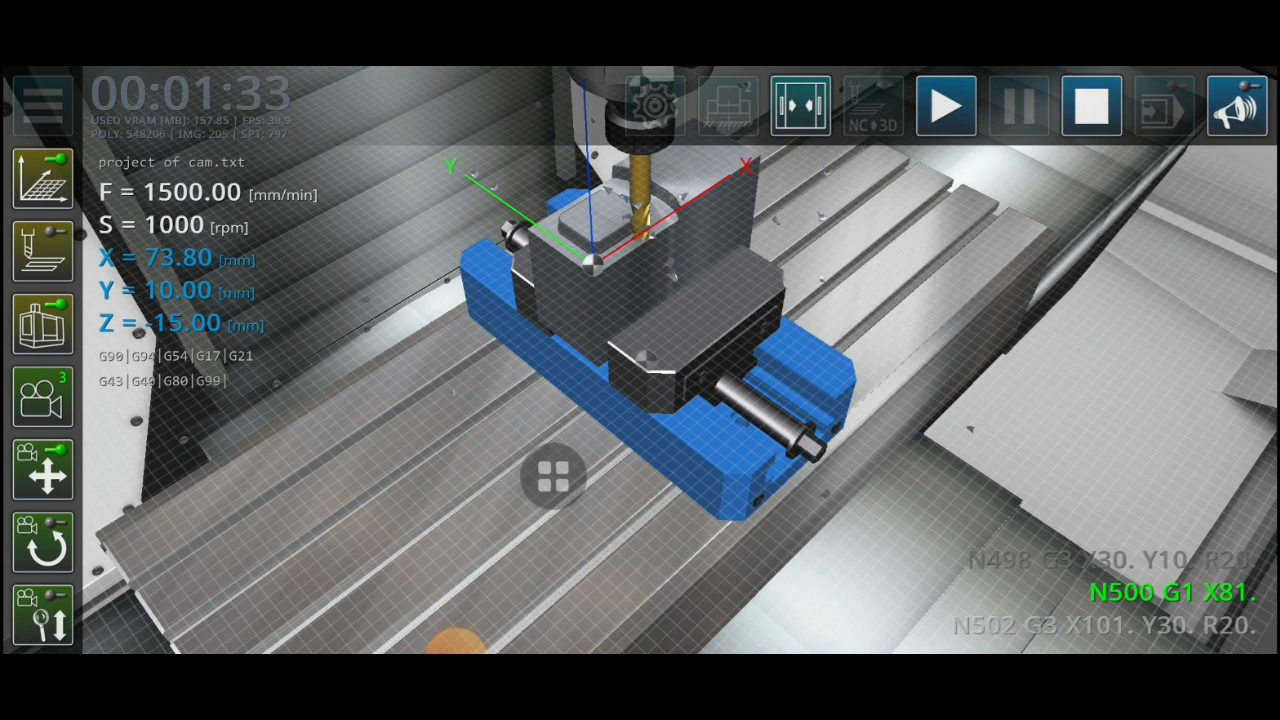 00:01:33
USED VRAM [MB]: 157.85 | FPS: 38.9
POLY: 548206 | IMG: 205 | SPT: 797
project of cam.txt
F = 1500.00 [mm/min]
S = 1000 [rpm]
X = 73.80 [mm]
Y = 10.00 [mm]
Z = -15.00 [mm]
G90|G94|G54|G17|G21
G43|G49|G80|G99|
3
x2
NC 3D
Y
X
N498 G3 X30. Y10. R20.
N500 G1 X81.
N502 G3 X101. Y30. R20.